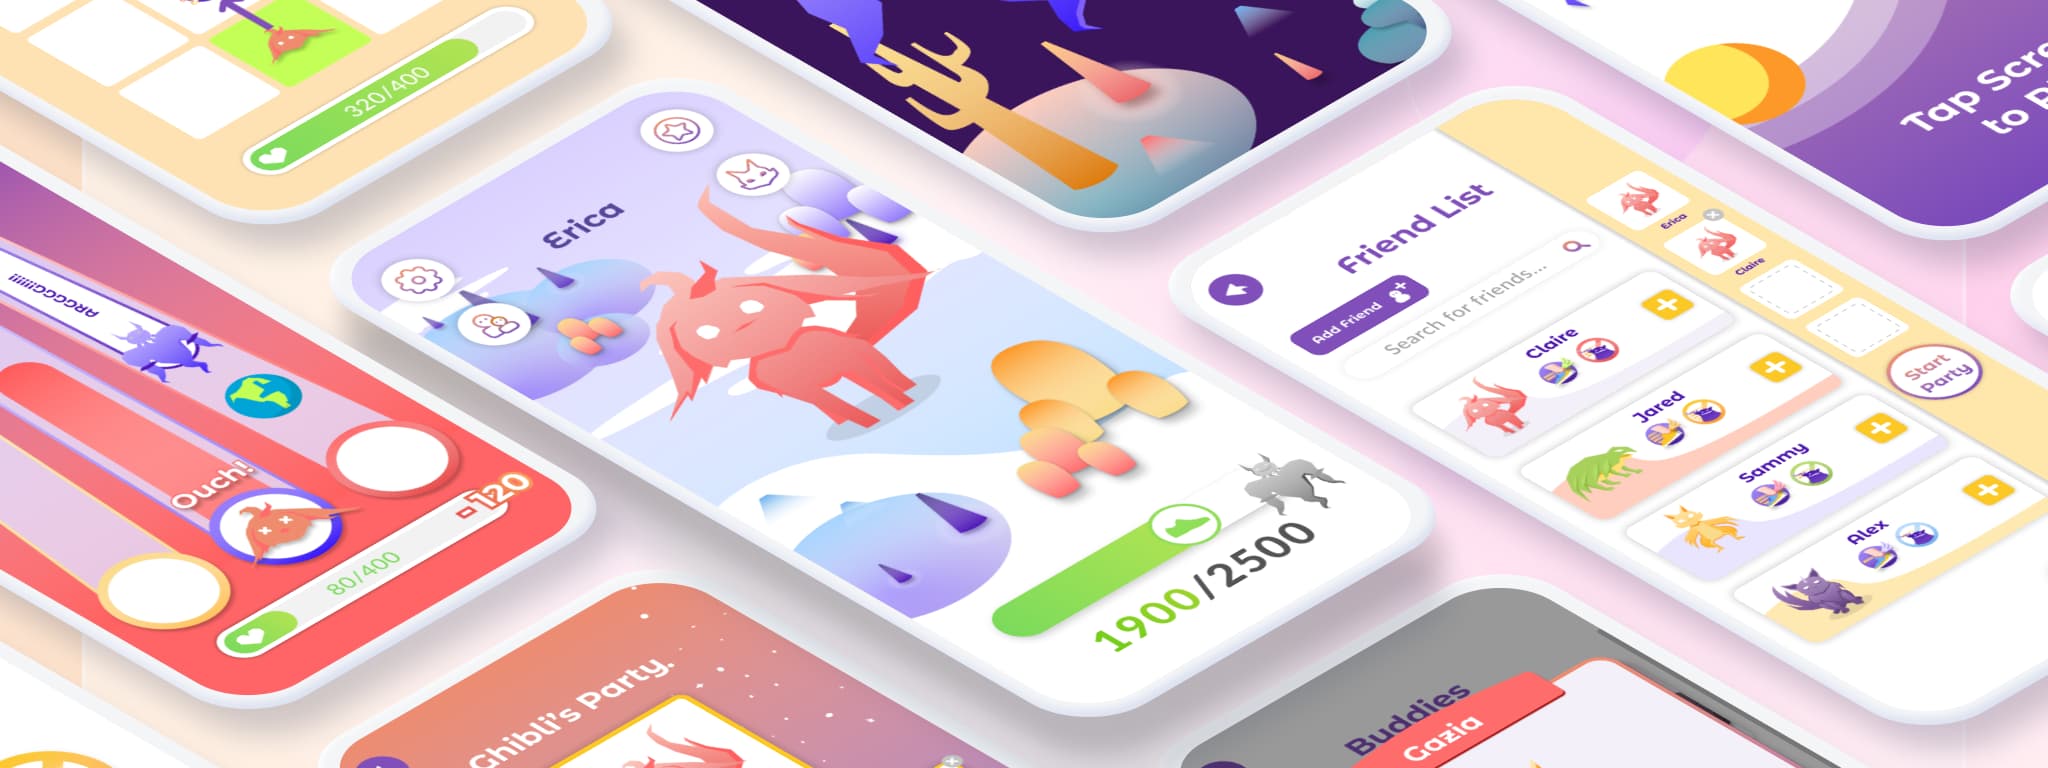 320/400
ARGGGG!!!!!
Ouch!
-120
80/400
Erica
1900/2500
Ghibli's Party.
Tap Scr
to
Friend List
Add Friend
Search for friends...
Claire
Jared
Sammy
Alex
Erica
Claire
Start
Party
Buddies
Gazia